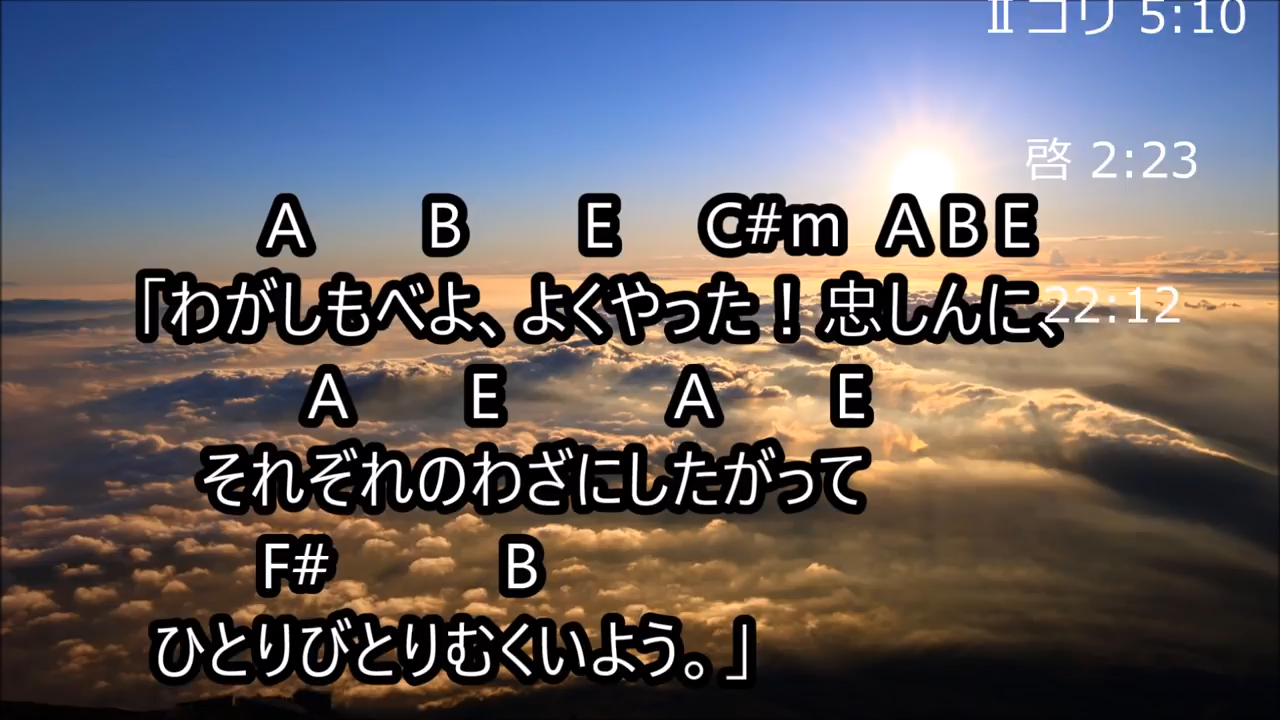 Ⅱコリ 5:10
啓 2:23
A B E C#m A B E
「わがしもべよ、よくやった！忠しんに、
22:12
A E A E
それぞれのわざにしたがって
F# B
ひとりびとりむくいよう。」